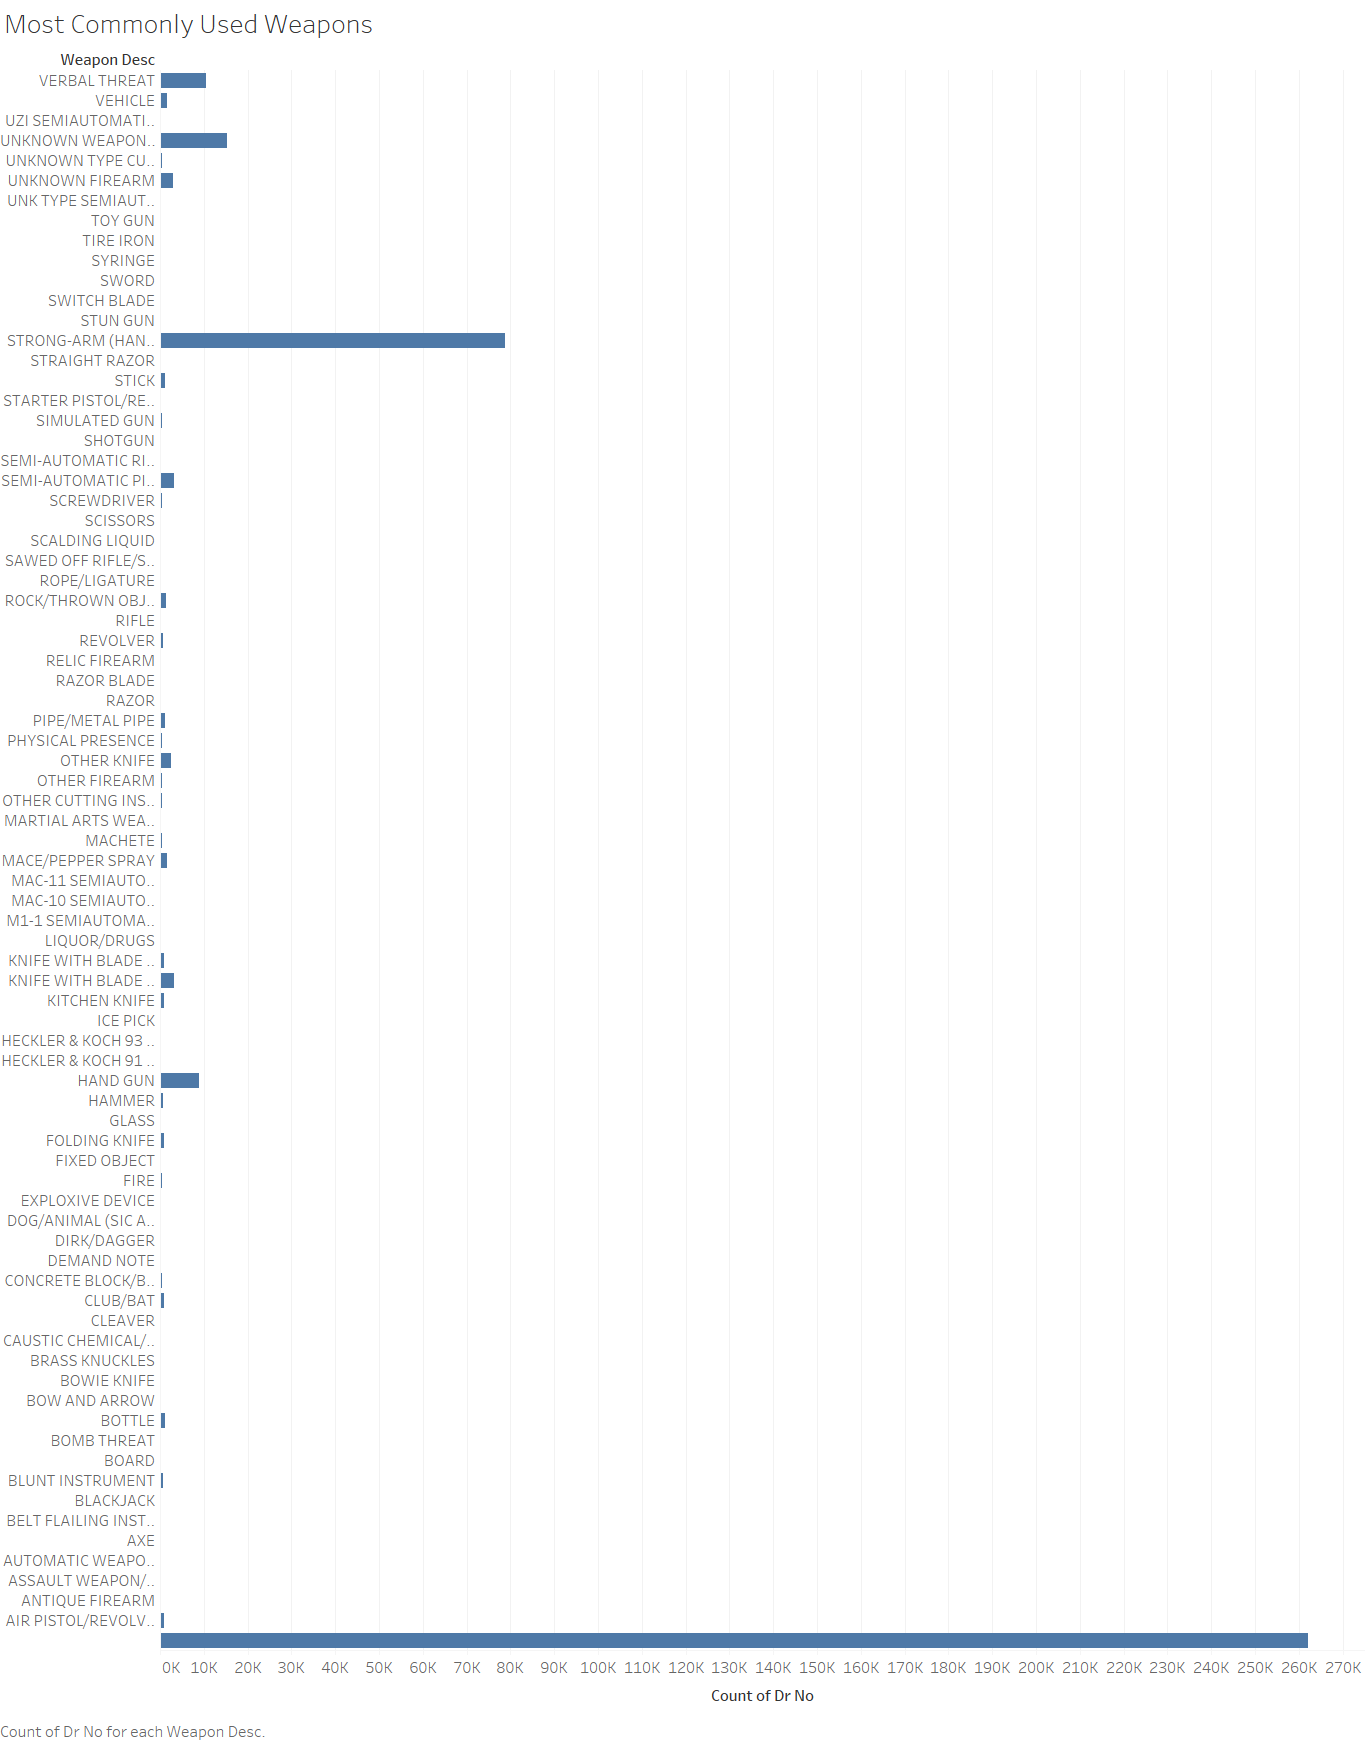 Most Commonly Used Weapons
Weapon Desc
VERBAL THREAT
VEHICLE
UZI SEMIAUTOMATI..
UNKNOWN WEAPON..
UNKNOWN TYPE CU..
UNKNOWN FIREARM
UNK TYPE SEMIAUT..
TOY GUN
TIRE IRON
SYRINGE
SWORD
SWITCH BLADE
STUN GUN
STRONG-ARM (HAN..
STRAIGHT RAZOR
STICK
STARTER PISTOL/RE..
SIMULATED GUN
SHOTGUN
SEMI-AUTOMATIC RI..
SEMI-AUTOMATIC PI..
SCREWDRIVER
SCISSORS
SCALDING LIQUID
SAWED OFF RIFLE/S..
ROPE/LIGATURE
ROCK/THROWN OBJ..
RIFLE
REVOLVER
RELIC FIREARM
RAZOR BLADE
RAZOR
PIPE/METAL PIPE
PHYSICAL PRESENCE
OTHER KNIFE
OTHER FIREARM
OTHER CUTTING INS..
MARTIAL ARTS WEA..
MACHETE
MACE/PEPPER SPRAY
MAC-11 SEMIAUTO..
MAC-10 SEMIAUTO..
M1-1 SEMIAUTOMA..
LIQUOR/DRUGS
KNIFE WITH BLADE ..
KNIFE WITH BLADE ..
KITCHEN KNIFE
ICE PICK
HECKLER & KOCH 93 ..
HECKLER & KOCH 91 ..
HAND GUN
HAMMER
GLASS
FOLDING KNIFE
FIXED OBJECT
FIRE
EXPLOXIVE DEVICE
DOG/ANIMAL (SIC A..
DIRK/DAGGER
DEMAND NOTE
CONCRETE BLOCK/B..
CLUB/BAT
CLEAVER
CAUSTIC CHEMICAL/..
BRASS KNUCKLES
BOWIE KNIFE
BOW AND ARROW
BOTTLE
BOMB THREAT
BOARD
BLUNT INSTRUMENT
BLACKJACK
BELT FLAILING INST..
AXE
AUTOMATIC WEAPO..
ASSAULT WEAPON/..
ANTIQUE FIREARM
AIR PISTOL/REVOLV..
0K 10K 20K 30K 40K 50K 60K 70K 80K 90K 100K 110K 120K 130K 140K 150K 160K 170K 180K 190K 200K 210K 220K 230K 240K 250K 260K 270K
Count of Dr No
Count of Dr No for each Weapon Desc.